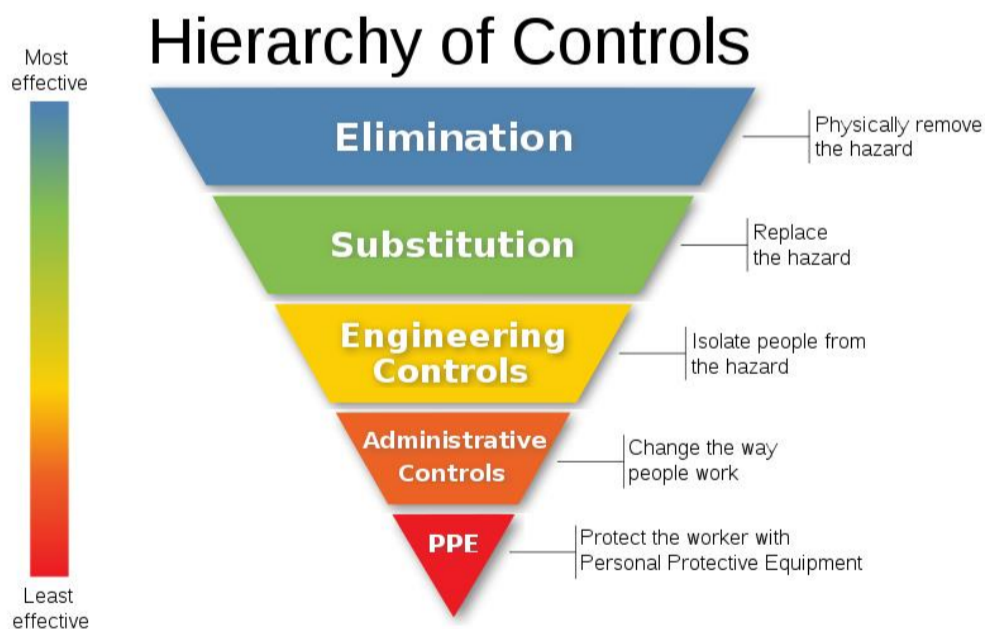 Hierarchy of Controls
Most
effective
Elimination
Physically remove
the hazard
Substitution
Replace
the hazard
Engineering
Controls
Isolate people from
the hazard
Administrative
Controls
Change the way
people work
PPE
Protect the worker with
Personal Protective Equipment
Least
effective